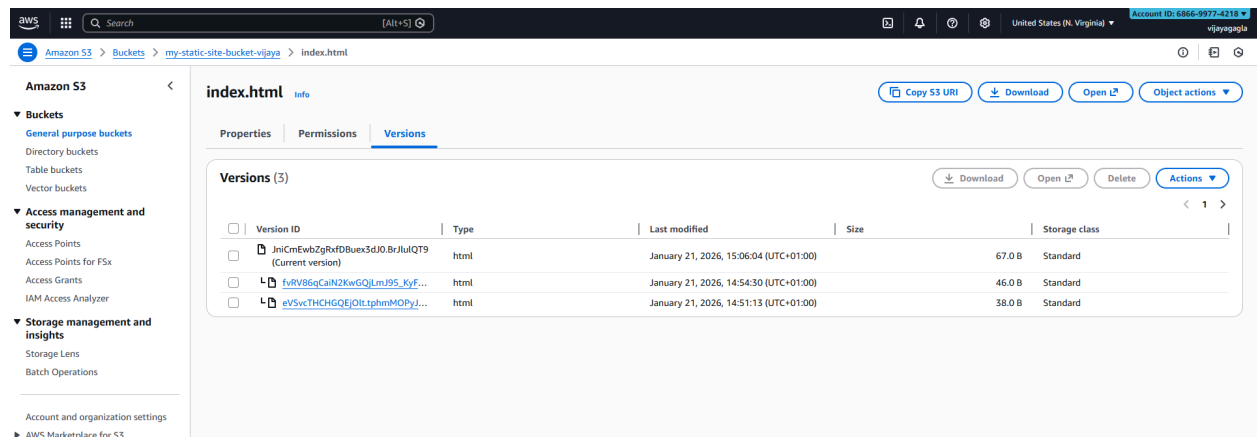 aws
Search [Alt+S]
United States (N. Virginia) ▼
Account ID: 6866-9977-4218 ▼
vijayagagla
Amazon S3 > Buckets > my-static-site-bucket-vijaya > index.html
Amazon S3
▼ Buckets
General purpose buckets
Directory buckets
Table buckets
Vector buckets
▼ Access management and
security
Access Points
Access Points for FSx
Access Grants
IAM Access Analyzer
▼ Storage management and
insights
Storage Lens
Batch Operations
Account and organization settings
▶ AWS Marketplace for S3
index.html Info
Copy S3 URI Download Open Object actions ▼
Properties Permissions Versions
Versions (3)
Download Open Delete Actions ▼
< 1 >
Version ID Type Last modified Size Storage class
JniCmEwbZgRxfDBuex3dJ0.BrJlulQT9
(Current version) html January 21, 2026, 15:06:04 (UTC+01:00) 67.0 B Standard
fvRV86qCaiN2KwGQjLmJ95_KyF... html January 21, 2026, 14:54:30 (UTC+01:00) 46.0 B Standard
eVSvcTHCHGQEjOlt.tphmMOPyJ... html January 21, 2026, 14:51:13 (UTC+01:00) 38.0 B Standard